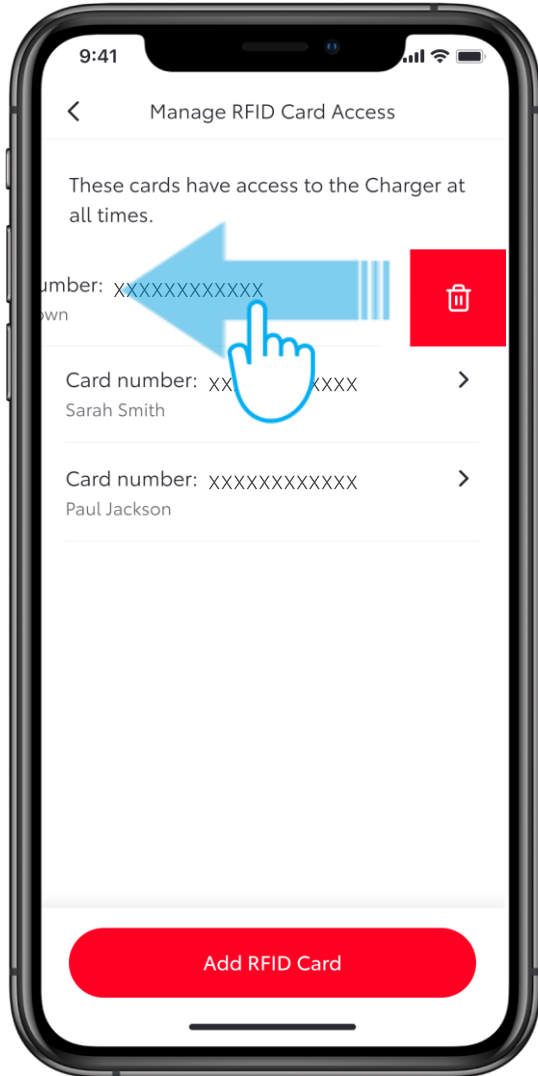 9:41
Manage RFID Card Access
These cards have access to the Charger at
all times.
umber: XXXXXXXXXXXX
own
Card number: XX XXXX
Sarah Smith
Card number: XXXXXXXXXXXX
Paul Jackson
Add RFID Card